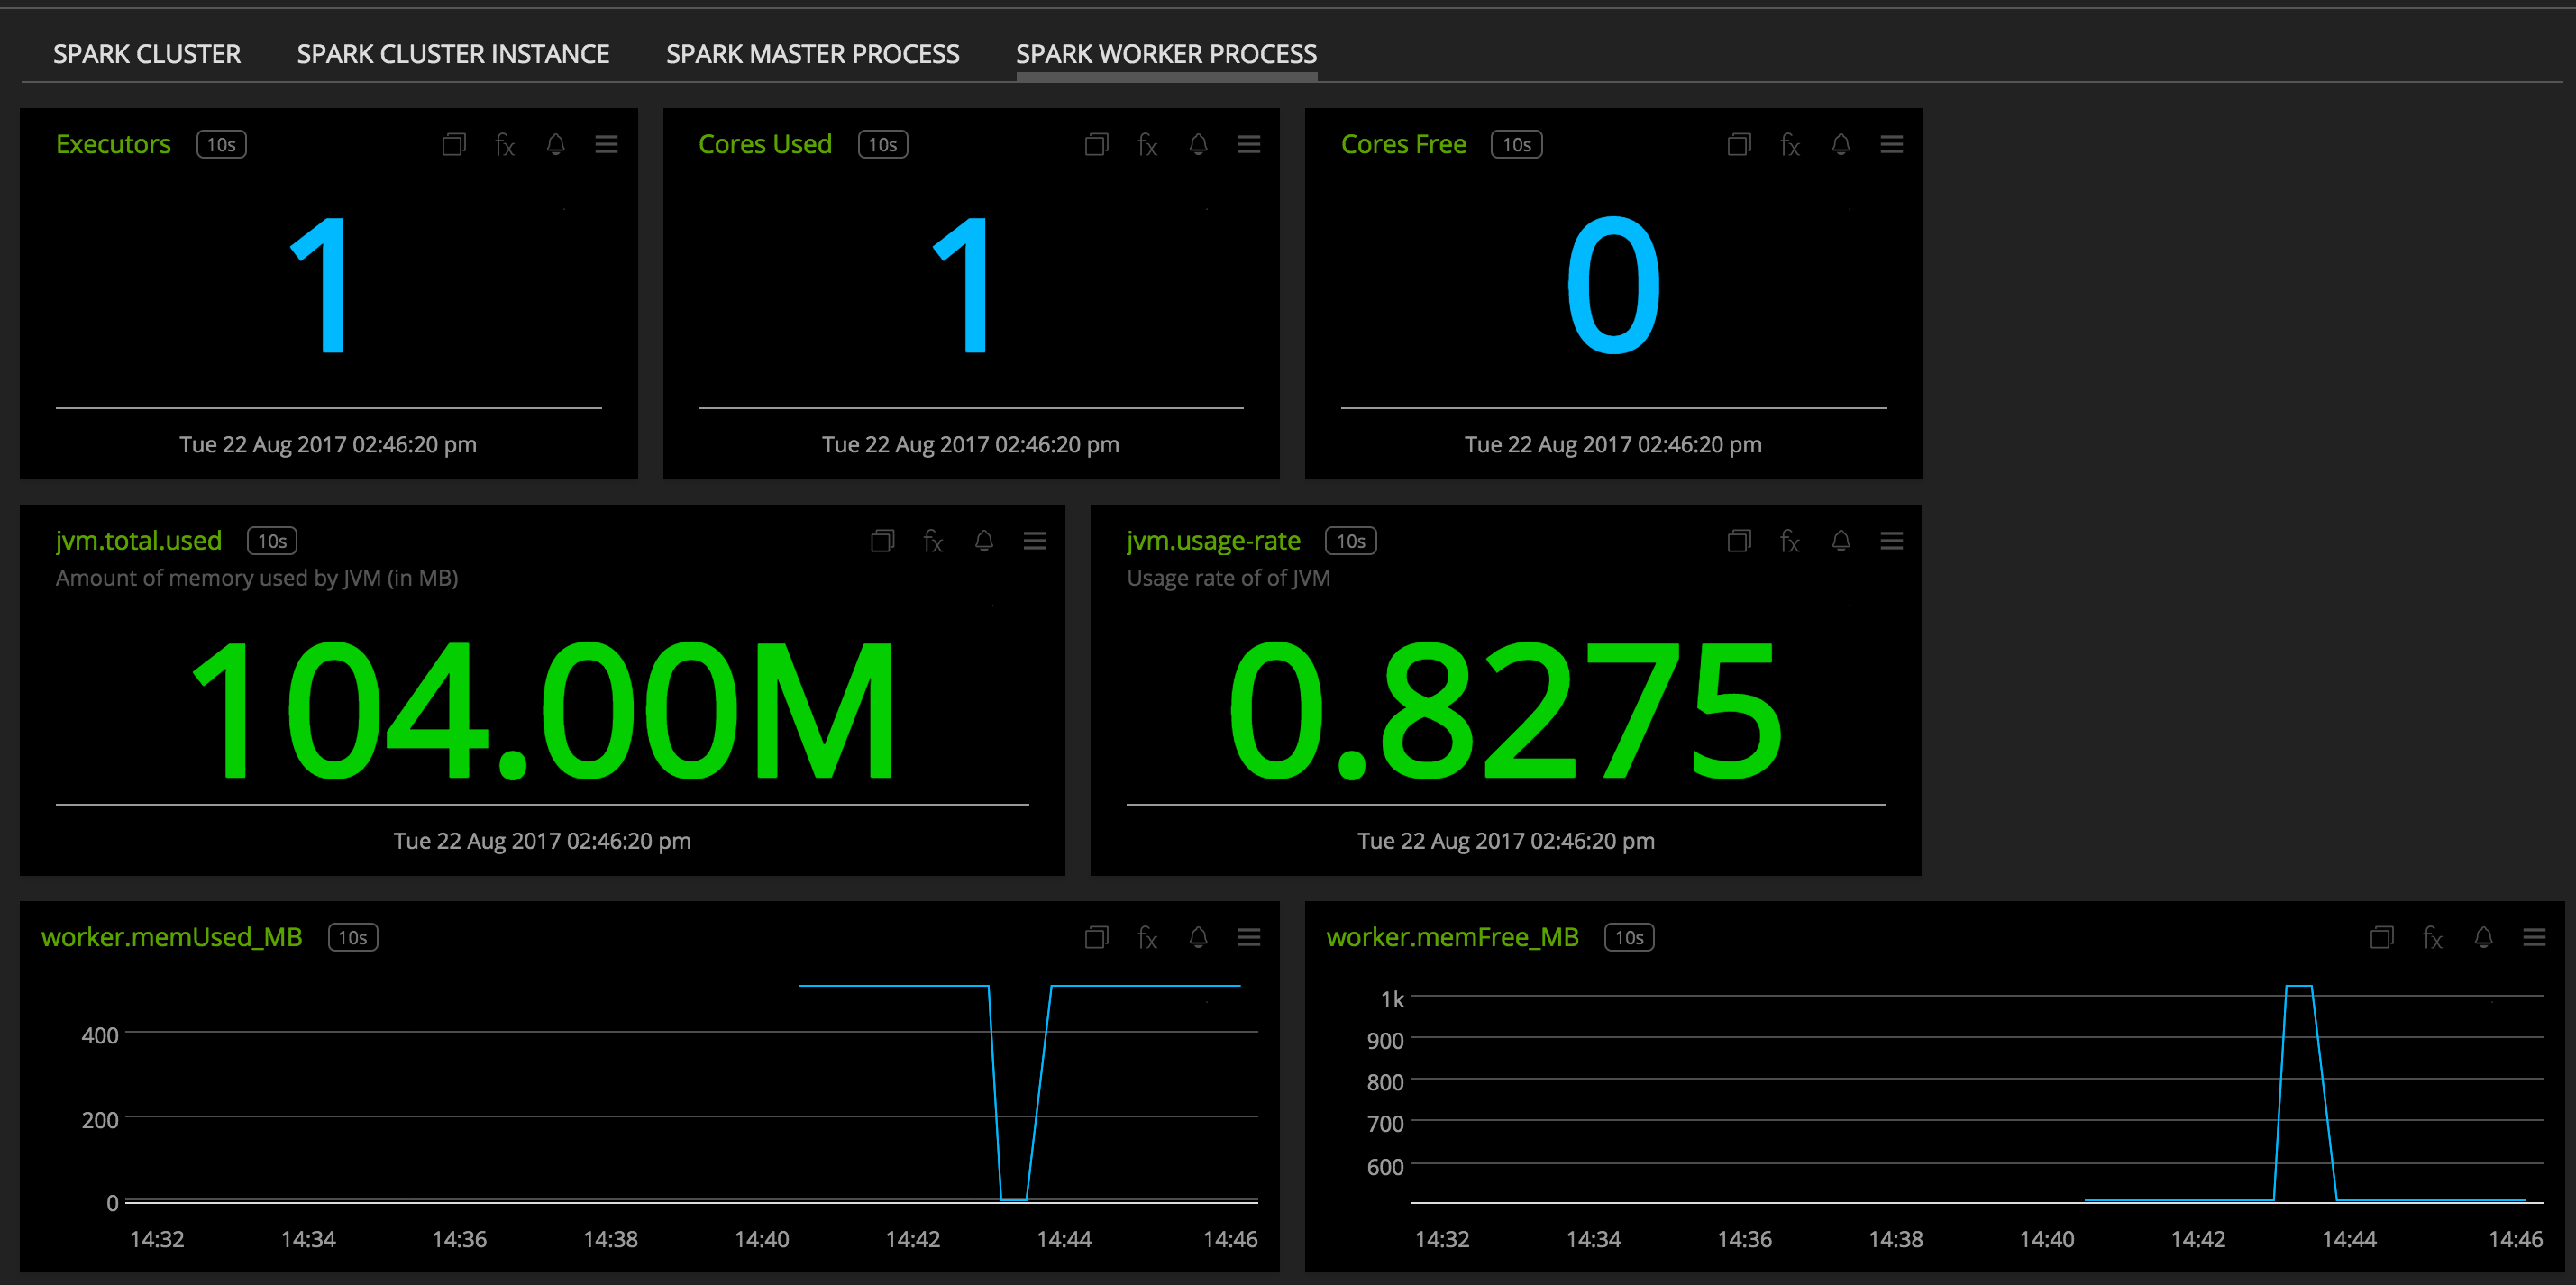 SPARK CLUSTER SPARK CLUSTER INSTANCE SPARK MASTER PROCESS SPARK WORKER PROCESS
Executors 10s fx
1
Tue 22 Aug 2017 02:46:20 pm
Cores Used 10s fx
1
Tue 22 Aug 2017 02:46:20 pm
Cores Free 10s fx
0
Tue 22 Aug 2017 02:46:20 pm
jvm.total.used 10s fx
Amount of memory used by JVM (in MB)
104.00M
Tue 22 Aug 2017 02:46:20 pm
jvm.usage-rate 10s fx
Usage rate of of JVM
0.8275
Tue 22 Aug 2017 02:46:20 pm
worker.memUsed_MB 10s fx
400
200
0
14:32 14:34 14:36 14:38 14:40 14:42 14:44 14:46
worker.memFree_MB 10s fx
1k
900
800
700
600
14:32 14:34 14:36 14:38 14:40 14:42 14:44 14:46